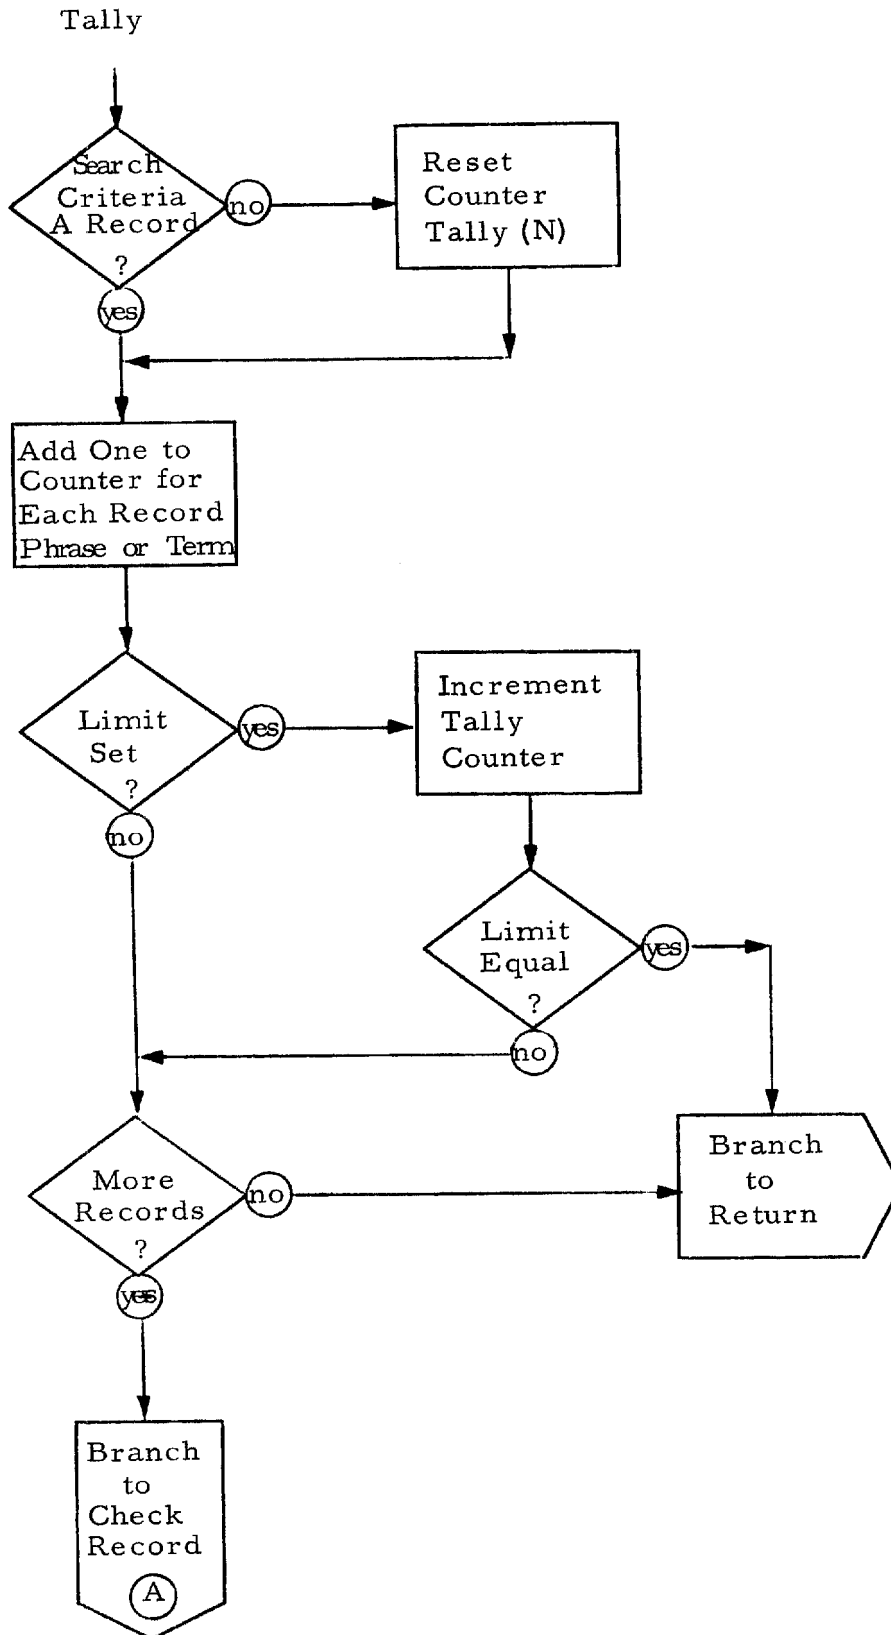 Tally
Search
Criteria
A Record
?
no
Reset
Counter
Tally (N)
yes
Add One to
Counter for
Each Record
Phrase or Term
Limit
Set
?
yes
Increment
Tally
Counter
no
Limit
Equal
?
yes
no
More
Records
?
no
Branch
to
Return
yes
Branch
to
Check
Record
A